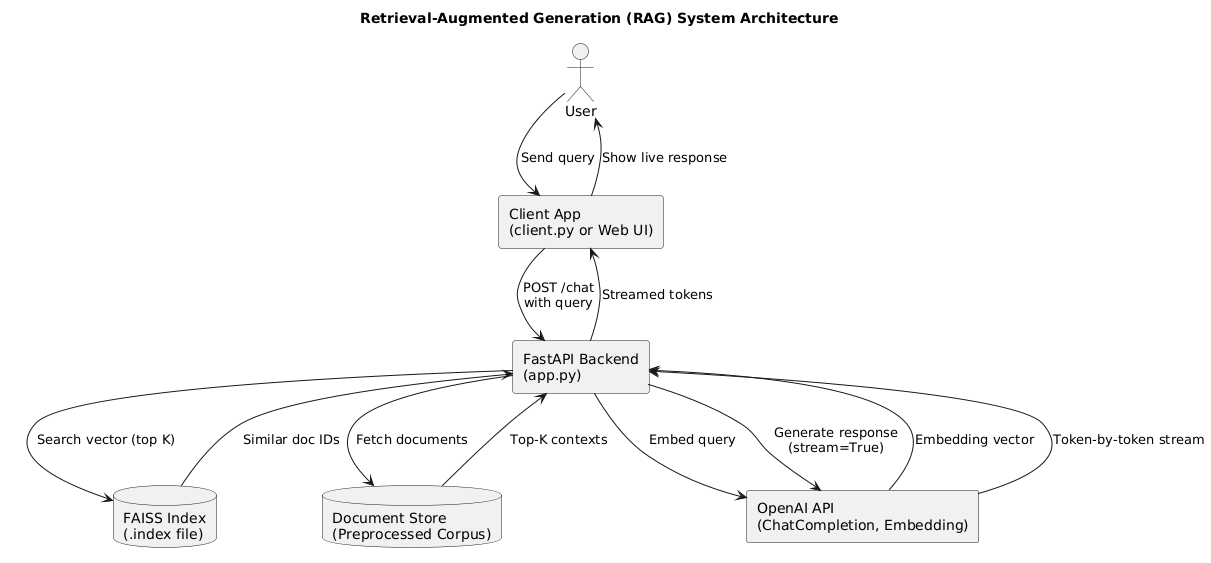 Retrieval-Augmented Generation (RAG) System Architecture
User
Send query
Show live response
Client App
(client.py or Web UI)
POST /chat
with query
Streamed tokens
FastAPI Backend
(app.py)
Search vector (top K)
Similar doc IDs
Fetch documents
Top-K contexts
Embed query
Generate response
(stream=True)
Embedding vector
Token-by-token stream
FAISS Index
(.index file)
Document Store
(Preprocessed Corpus)
OpenAI API
(ChatCompletion, Embedding)